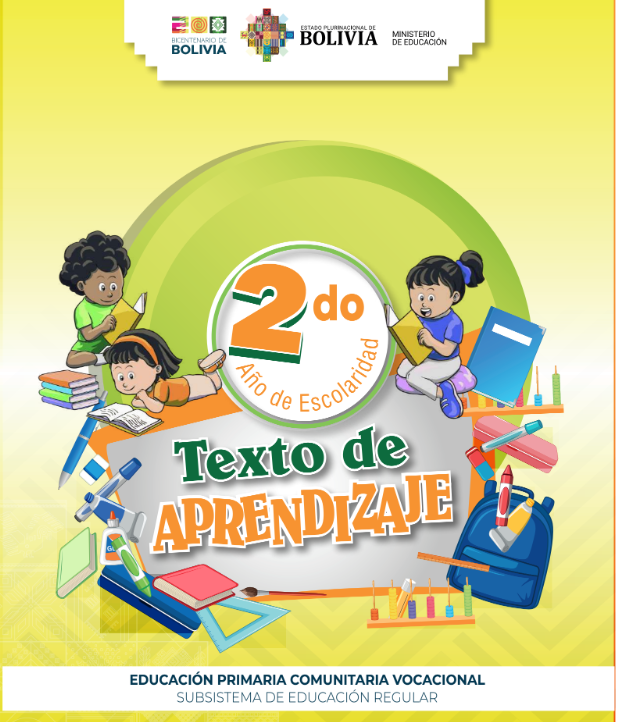 BICENTENARIO DE
BOLIVIA
ESTADO PLURINACIONAL DE
BOLIVIA
MINISTERIO
DE EDUCACIÓN
2do
Año de Escolaridad
Texto de
APRENDIZAJE
EDUCACIÓN PRIMARIA COMUNITARIA VOCACIONAL
SUBSISTEMA DE EDUCACIÓN REGULAR